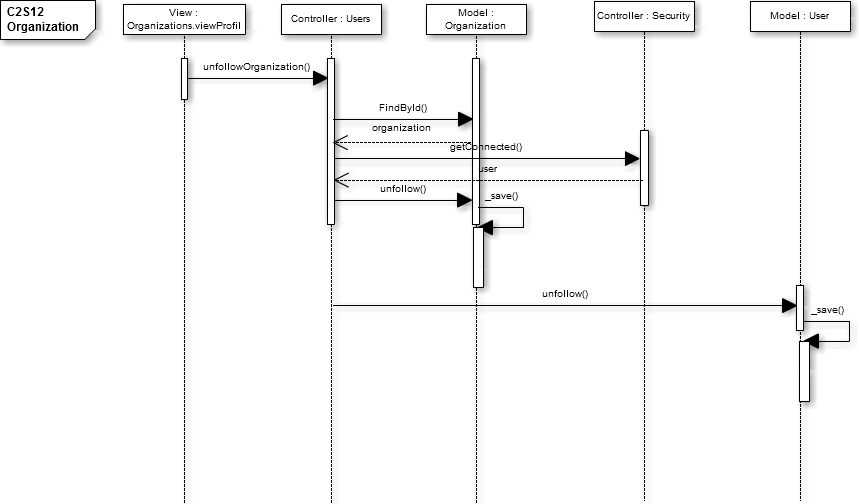 C2S12
Organization
View :
Organizations.viewProfil
Controller : Users
Model :
Organization
Controller : Security
Model : User
unfollowOrganization()
FindById()
organization
getConnected()
user
unfollow()
_save()
unfollow()
_save()